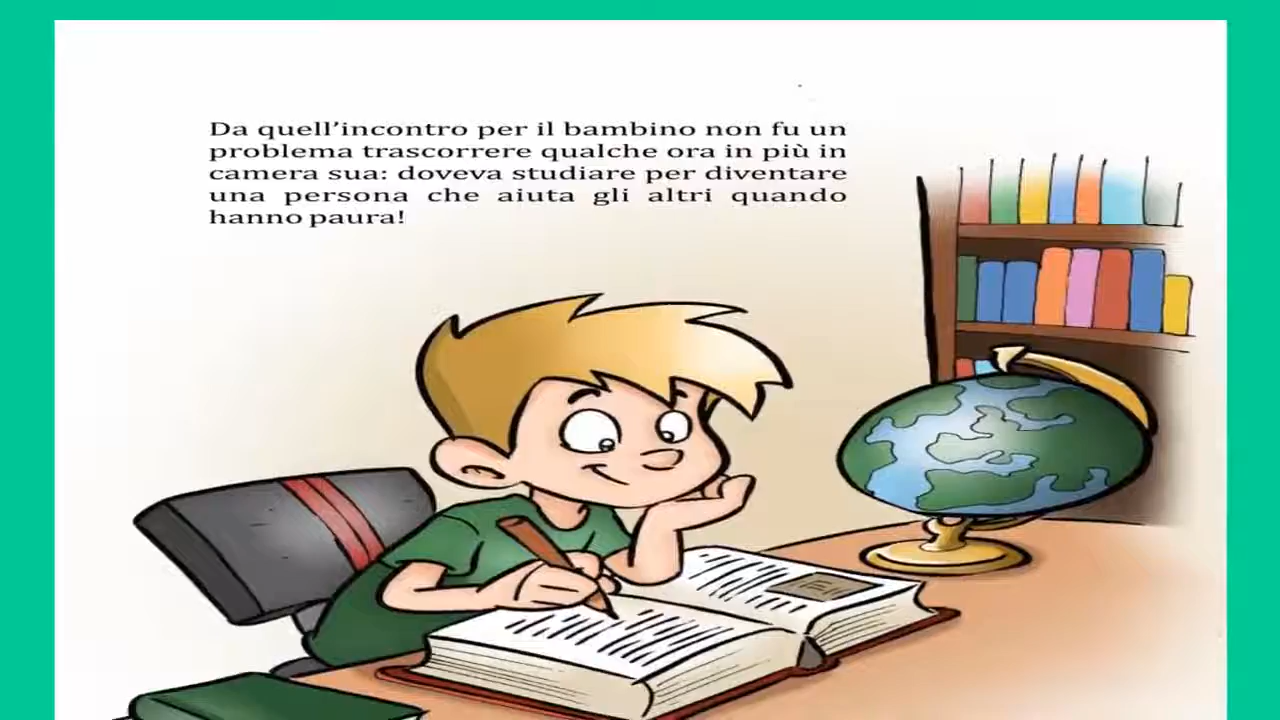 Da quell’incontro per il bambino non fu un
problema trascorrere qualche ora in più in
camera sua: doveva studiare per diventare
una persona che aiuta gli altri quando
hanno paura!